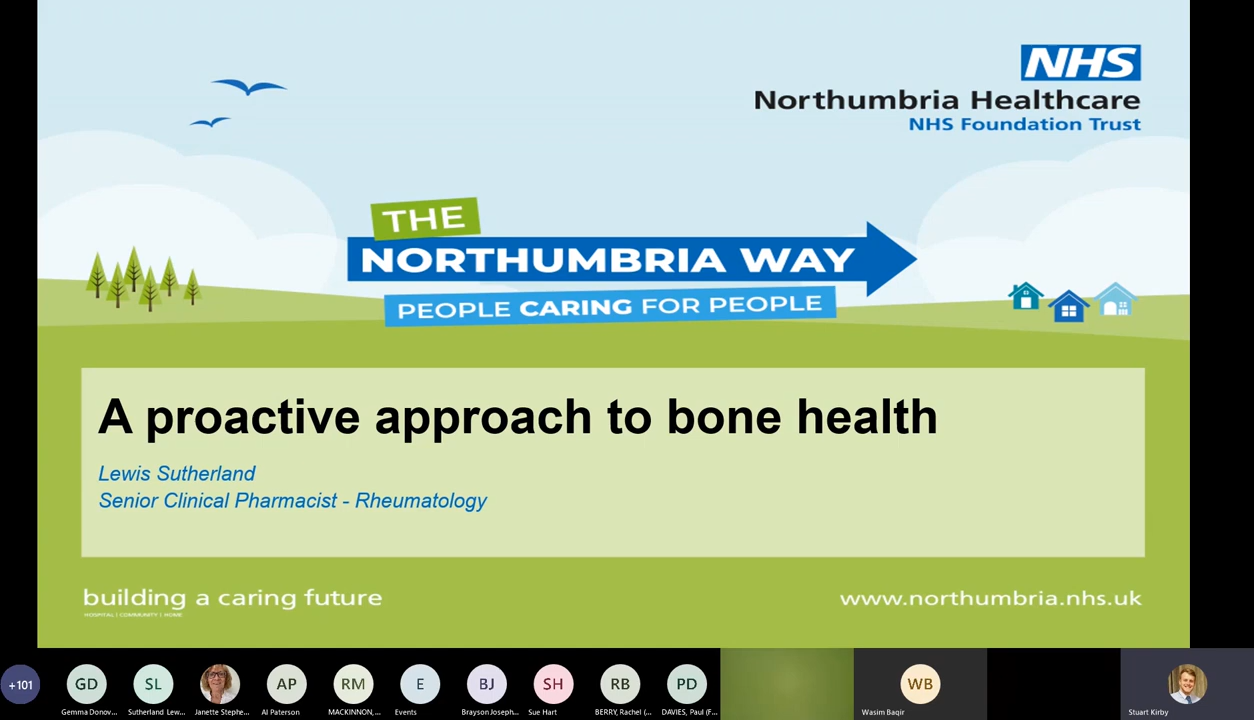 NHS
Northumbria Healthcare
NHS Foundation Trust
THE
NORTHUMBRIA WAY
PEOPLE CARING FOR PEOPLE
A proactive approach to bone health
Lewis Sutherland
Senior Clinical Pharmacist - Rheumatology
building a caring future
HOSPITAL | COMMUNITY | HOME
www.northumbria.nhs.uk
+101
GD
SL
AP
RM
E
BJ
SH
RB
PD
WB
Gemma Donov...
Sutherland Lew...
Janette Stephe...
Al Paterson
MACKINNON,...
Events
Brayson Joseph...
Sue Hart
BERRY, Rachel (...
DAVIES, Paul (F...
Wasim Baqir
Stuart Kirby